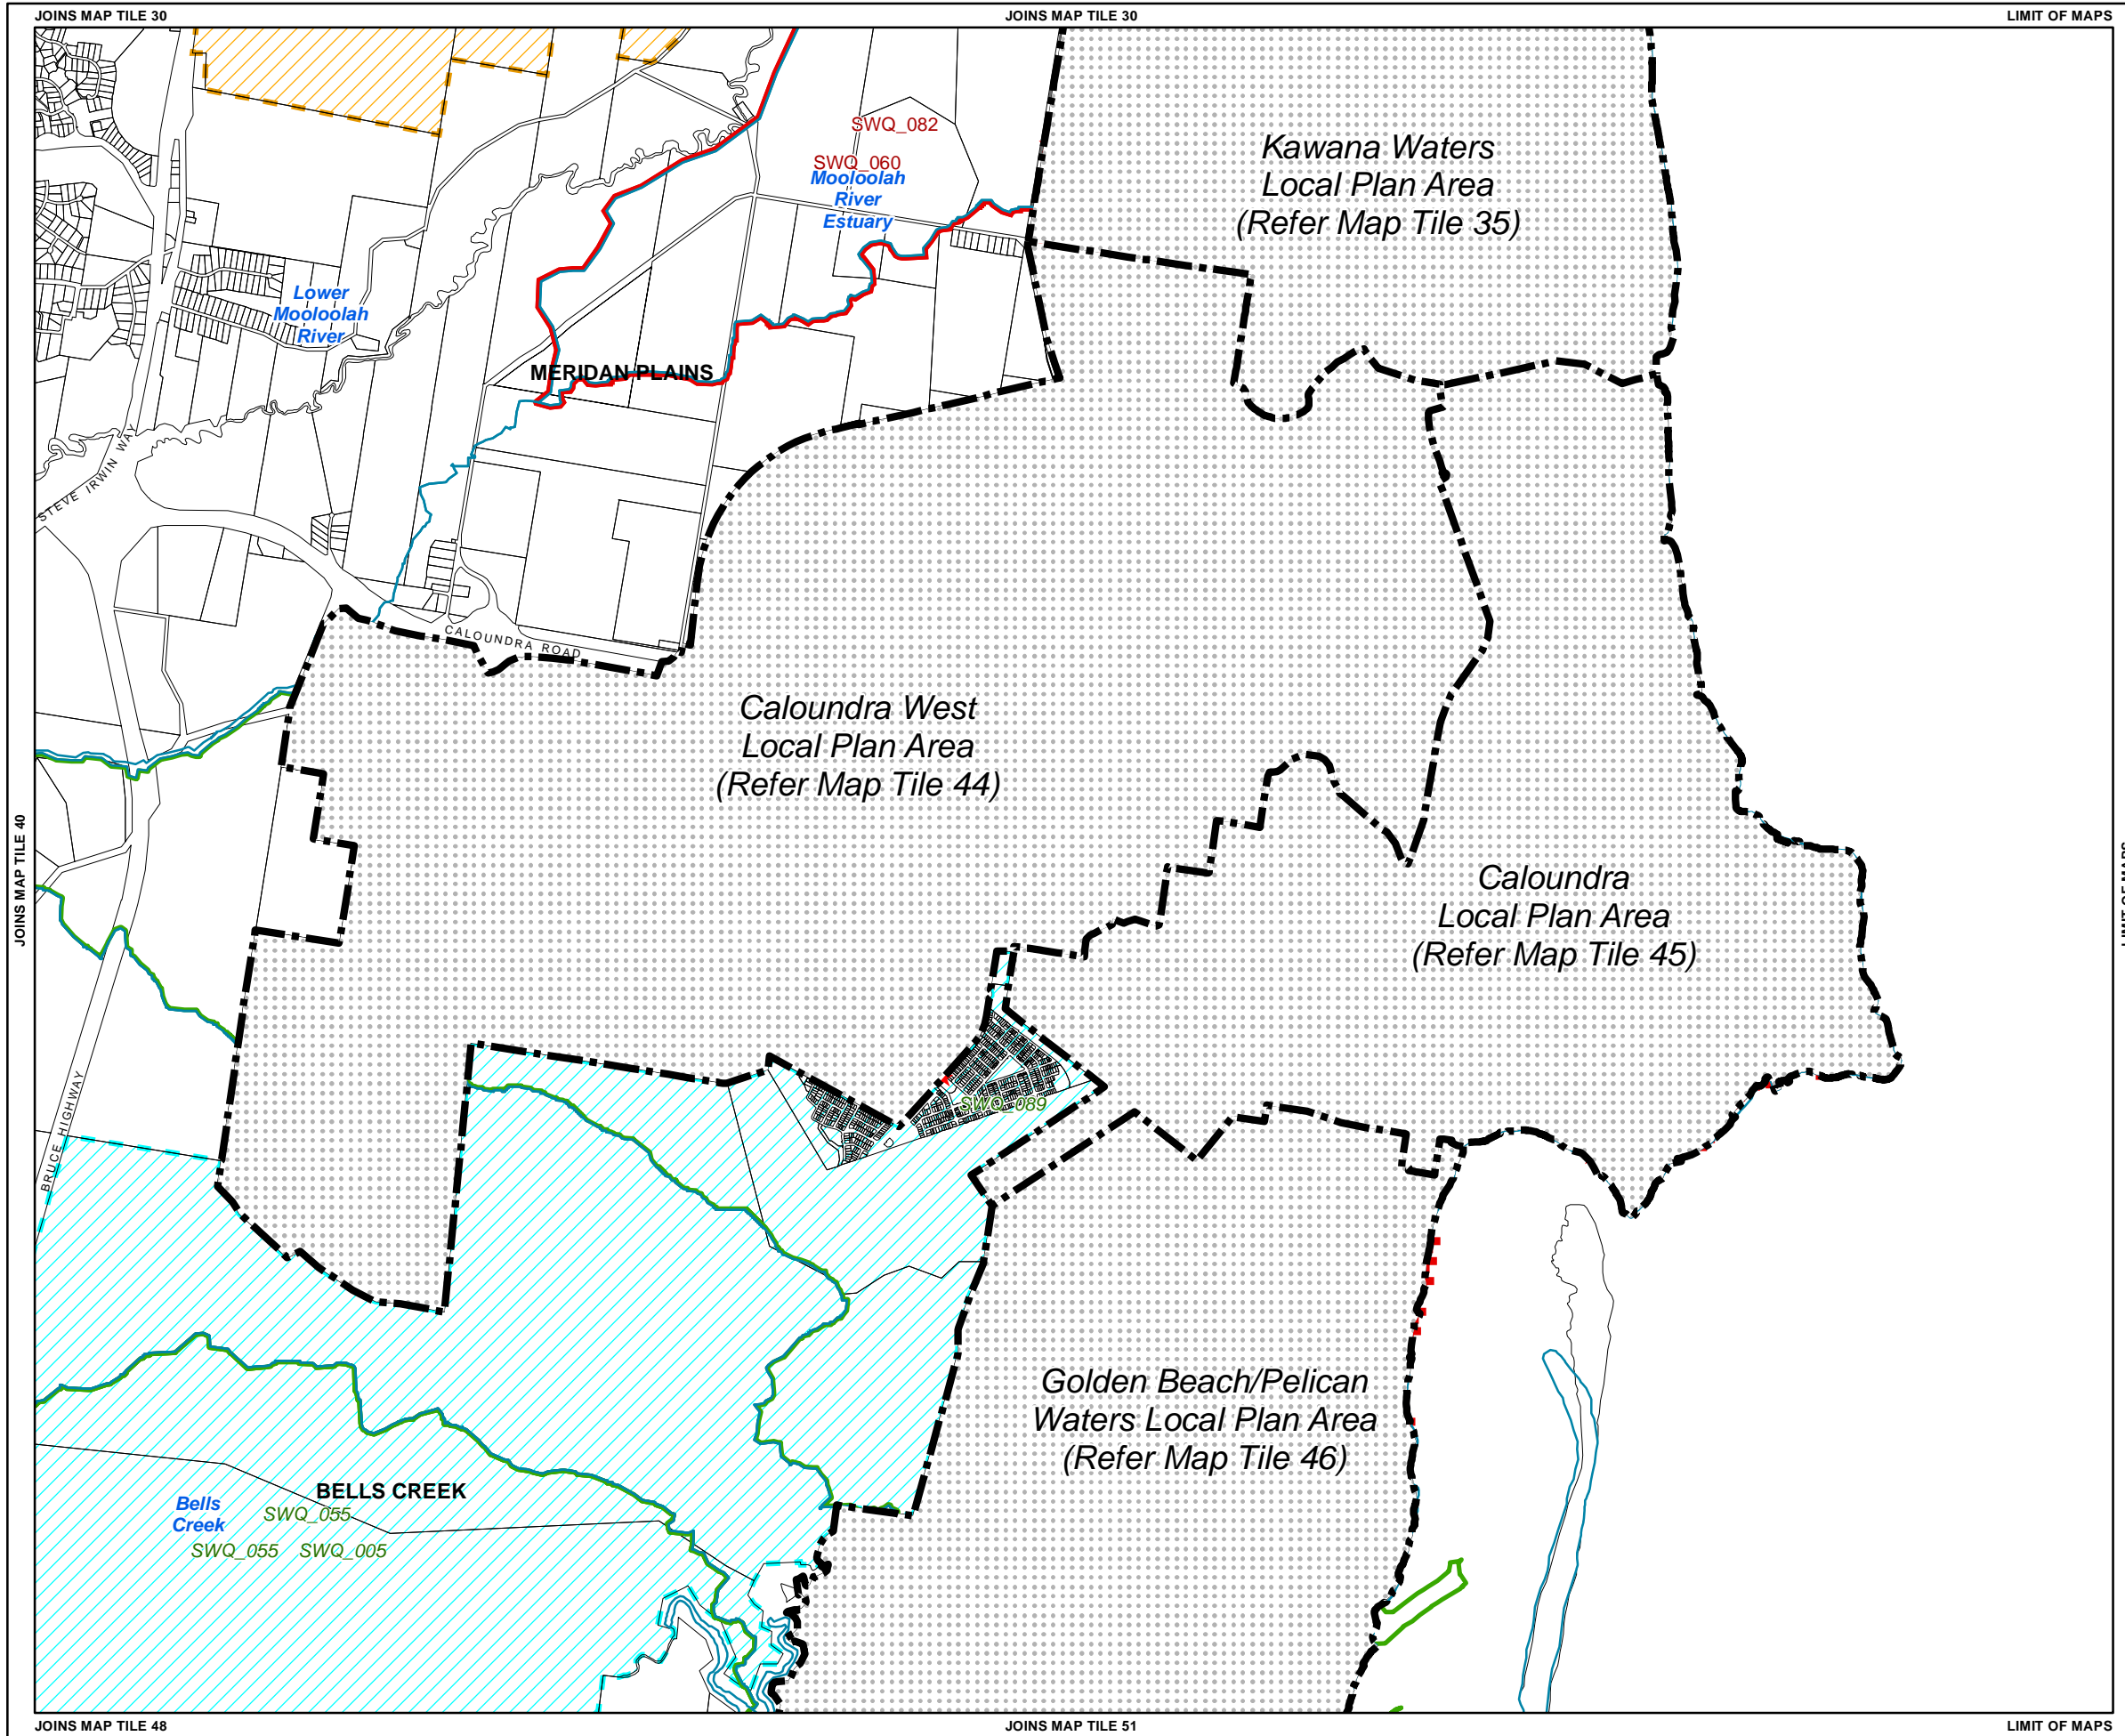 JOINS MAP TILE 30
JOINS MAP TILE 30
LIMIT OF MAPS
SWQ_082
SWQ_060
Mooloolah
River
Estuary
Kawana Waters
Local Plan Area
(Refer Map Tile 35)
Lower
Mooloolah
River
MERIDAN PLAINS
STEVE IRWIN WAY
CALOUNDRA ROAD
Caloundra West
Local Plan Area
(Refer Map Tile 44)
JOINS MAP TILE 40
LIMIT OF MAPS
Caloundra
Local Plan Area
(Refer Map Tile 45)
BRUCE HIGHWAY
SWQ_089
Golden Beach/Pelican
Waters Local Plan Area
(Refer Map Tile 46)
BELLS CREEK
Bells
Creek
SWQ_055
SWQ_055
SWQ_005
JOINS MAP TILE 48
JOINS MAP TILE 51
LIMIT OF MAPS